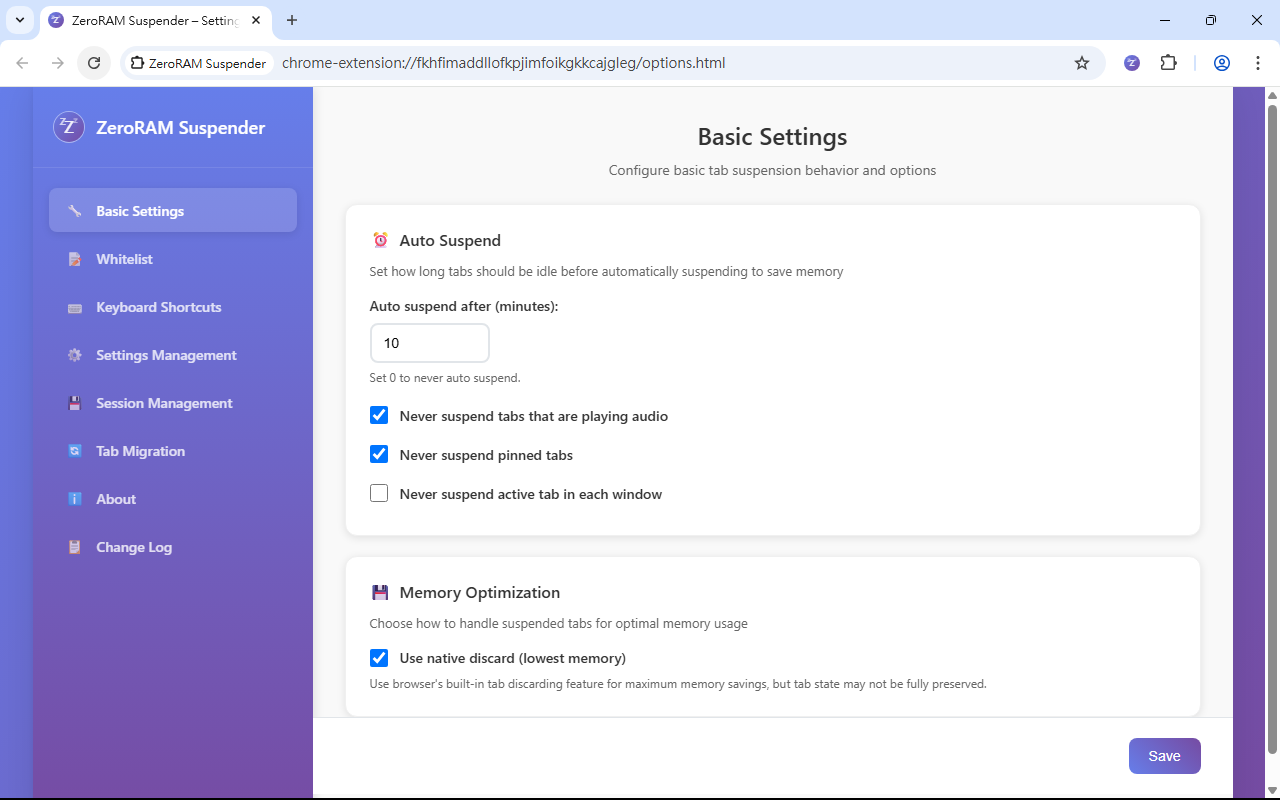 ZeroRAM Suspender – Setting
ZeroRAM Suspender
chrome-extension://fkhfimaddllofkpjimfoikgkkcajgleg/options.html
ZeroRAM Suspender
Basic Settings
Whitelist
Keyboard Shortcuts
Settings Management
Session Management
Tab Migration
About
Change Log
Basic Settings
Configure basic tab suspension behavior and options
Auto Suspend
Set how long tabs should be idle before automatically suspending to save memory
Auto suspend after (minutes):
10
Set 0 to never auto suspend.
Never suspend tabs that are playing audio
Never suspend pinned tabs
Never suspend active tab in each window
Memory Optimization
Choose how to handle suspended tabs for optimal memory usage
Use native discard (lowest memory)
Use browser's built-in tab discarding feature for maximum memory savings, but tab state may not be fully preserved.
Save